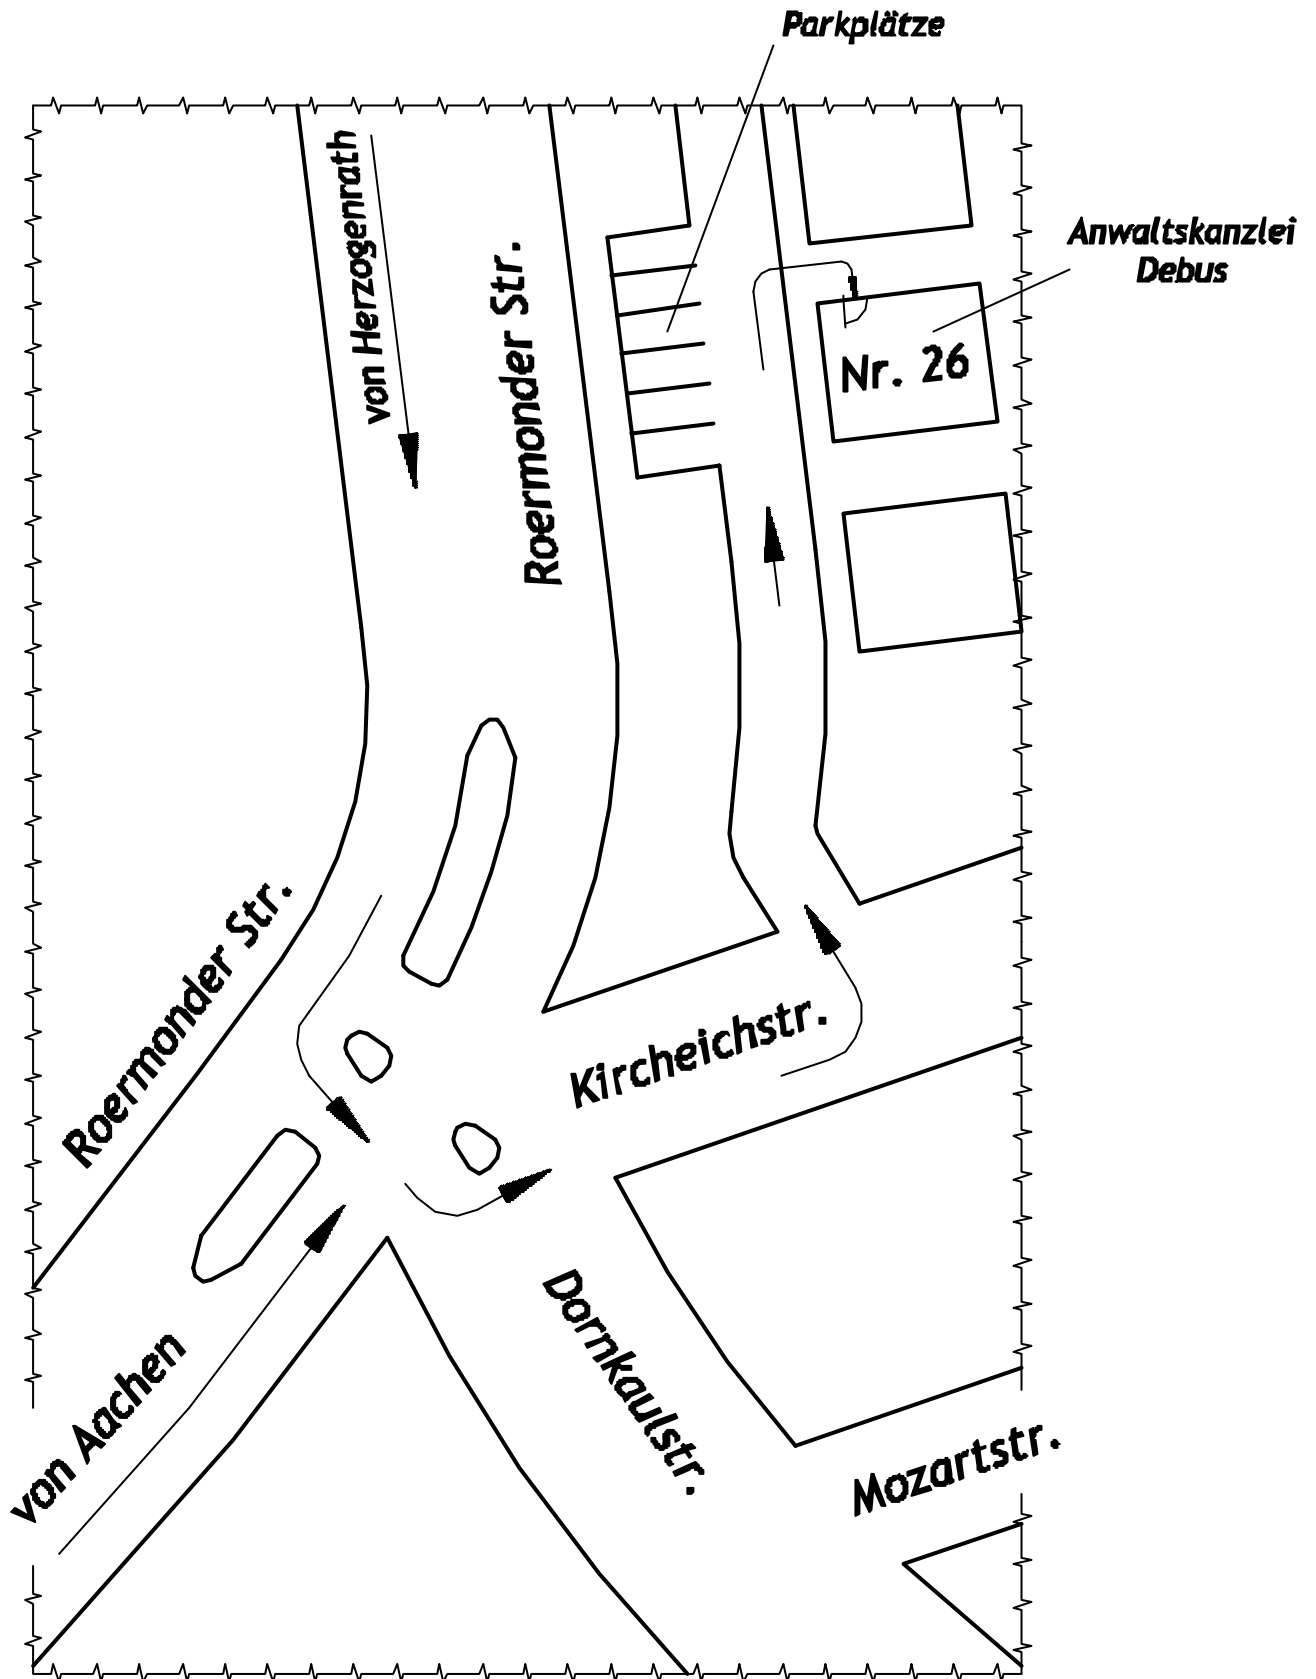 Parkplätze
von Herzogenrath
Roermonder Str.
Anwaltskanzlei
Debus
Nr. 26
Roermonder Str.
Kircheichstr.
von Aachen
Dornkaulstr.
Mozartstr.